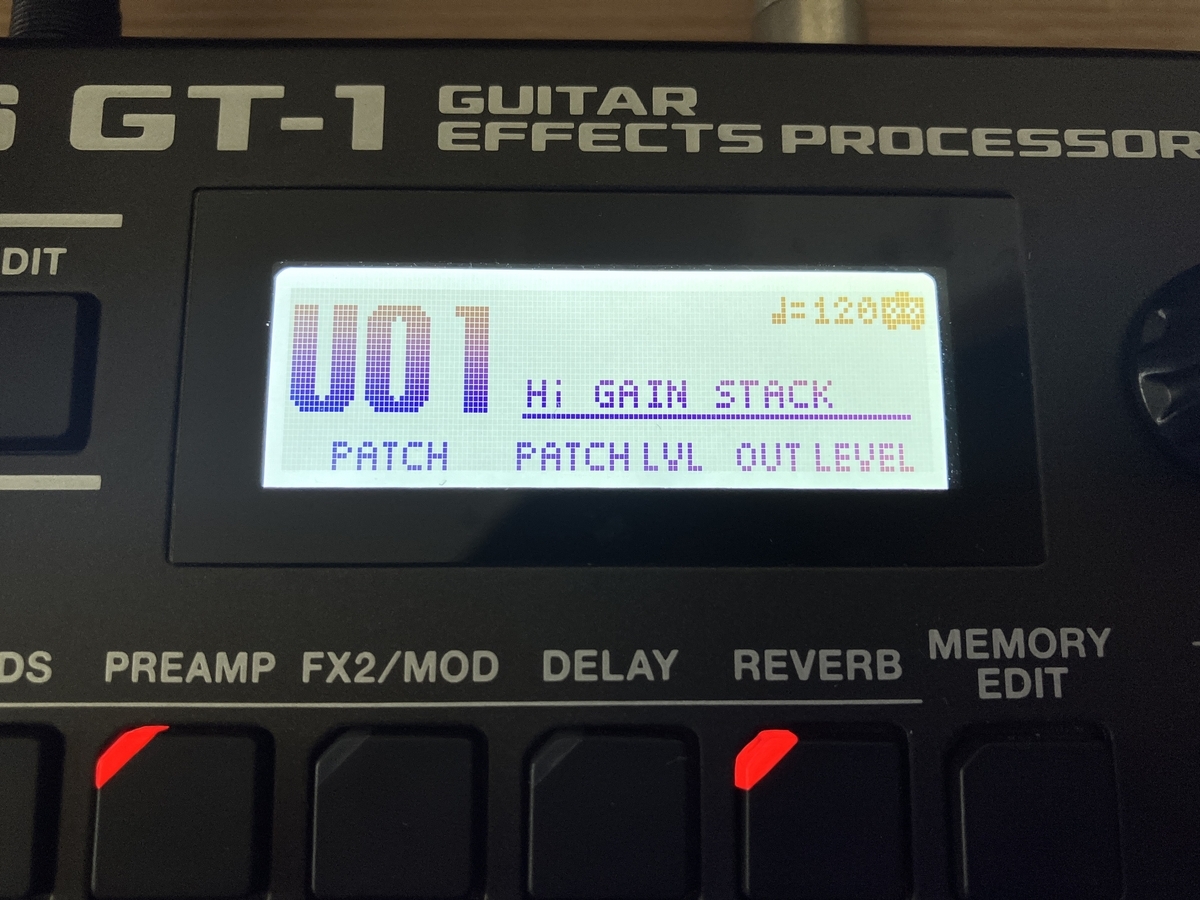 GT-1
GUITAR
EFFECTS PROCESSOR
DIT
U01
♩=120
Hi GAIN STACK
PATCH PATCH LVL OUT LEVEL
DS PREAMP FX2/MOD DELAY REVERB
MEMORY
EDIT